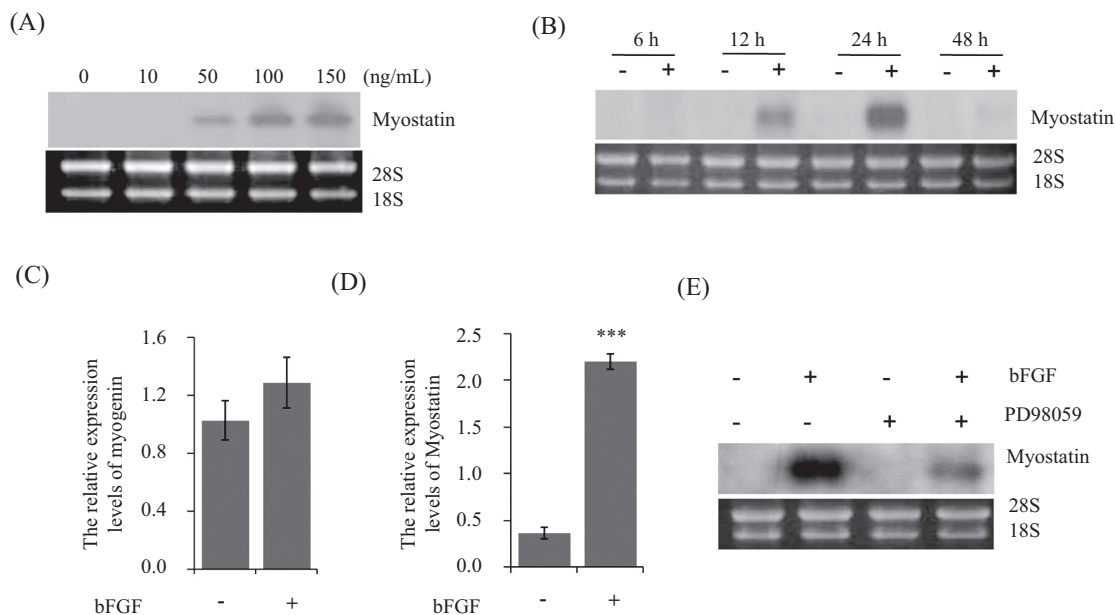 (A)
0 10 50 100 150 (ng/mL)
Myostatin
28S
18S
(B)
6 h 12 h 24 h 48 h
- + - + - + - +
Myostatin
28S
18S
(C)
The relative expression
levels of myogenin
1.6
1.2
0.8
0.4
0.0
bFGF - +
(D)
The relative expression
levels of Myostatin
2.5
2.0
1.5
1.0
0.5
0.0
***
bFGF - +
(E)
- + - + bFGF
- - + + PD98059
Myostatin
28S
18S